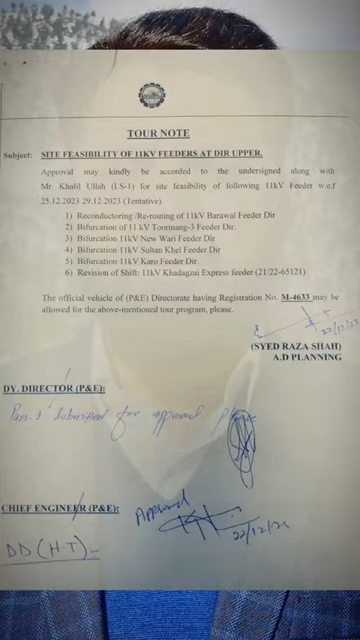 TOUR NOTE
Subject: SITE FEASIBILITY OF 11KV FEEDERS AT DIR UPPER.
Approval may kindly be accorded to the undersigned along with
Mr. Khalil Ullah (LS-1) for site feasibility of following 11kV Feeder w.e.f
25.12.2023 29.12.2023 (Tentative).
1) Reconductoring /Re-routing of 11kV Barawal Feeder Dir
2) Bifurcation of 11 kV Toormang-3 Feeder Dir.
3) Bifurcation 11kV New Wari Feeder Dir
4) Bifurcation 11kV Sultan Khel Feeder Dir
5) Bifurcation 11kV Karo Feeder Dir.
6) Revision of Shift: 11kV Khadagzai Express feeder (21/22-65121)
The official vehicle of (P&E) Directorate having Registration No. M-4633 may be
allowed for the above-mentioned tour program, please.
22/12/23
(SYED RAZA SHAH)
A.D PLANNING
DY. DIRECTOR (P&E):
submitted for approval please
CHIEF ENGINEER (P&E):
Approved
22/12/23
DD (H.T)-